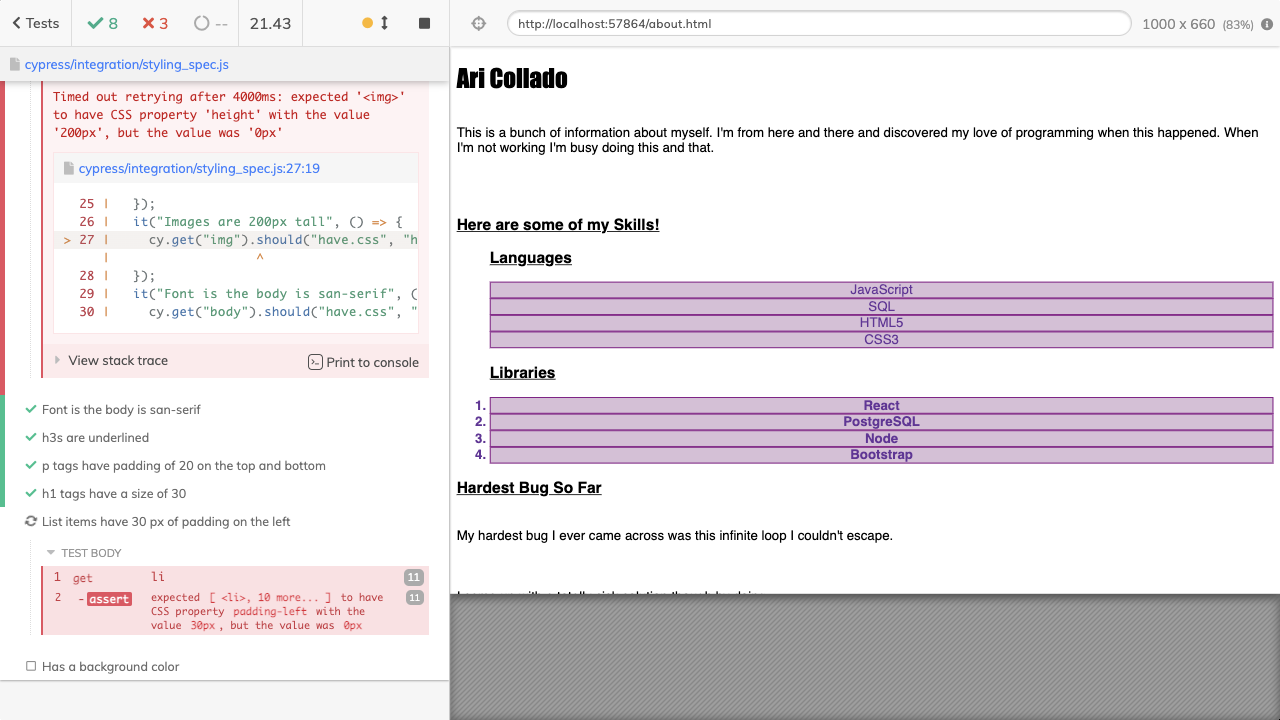 Tests
8
3
--
21.43
http://localhost:57864/about.html
1000 x 660 (83%)
cypress/integration/styling_spec.js
Timed out retrying after 4000ms: expected '<img>'
to have CSS property 'height' with the value
'200px', but the value was '0px'
cypress/integration/styling_spec.js:27:19
25 | });
26 | it("Images are 200px tall", () => {
> 27 | cy.get("img").should("have.css", "h
| ^
28 | });
29 | it("Font is the body is san-serif", (
30 | cy.get("body").should("have.css", "
View stack trace
Print to console
Font is the body is san-serif
h3s are underlined
p tags have padding of 20 on the top and bottom
h1 tags have a size of 30
List items have 30 px of padding on the left
TEST BODY
1 get li 11
2 -assert expected [ <li>, 10 more... ] to have 11
CSS property padding-left with the
value 30px, but the value was 0px
Has a background color
Ari Collado
This is a bunch of information about myself. I'm from here and there and discovered my love of programming when this happened. When
I'm not working I'm busy doing this and that.
Here are some of my Skills!
Languages
JavaScript
SQL
HTML5
CSS3
Libraries
1. React
2. PostgreSQL
3. Node
4. Bootstrap
Hardest Bug So Far
My hardest bug I ever came across was this infinite loop I couldn't escape.